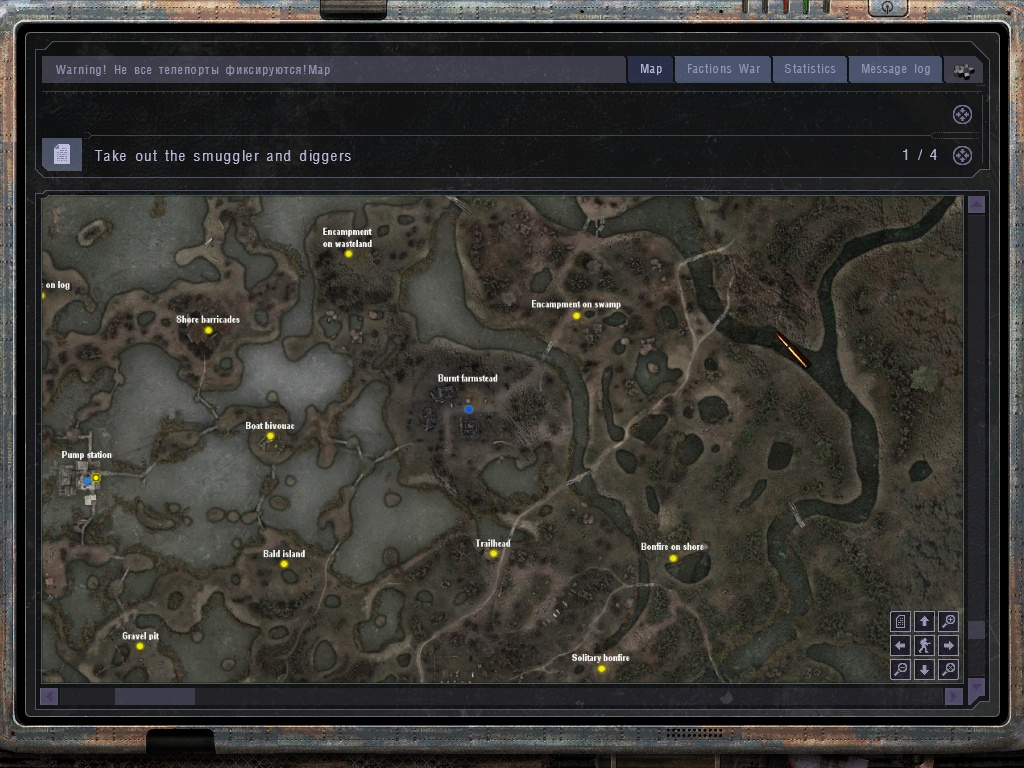 Warning! Не все телепорты фиксируются!Map
Map
Factions War
Statistics
Message log
Take out the smuggler and diggers
1 / 4
Encampment
on wasteland
on log
Encampment on swamp
Shore barricades
Burnt farmstead
Boat bivouac
Pump station
Trailhead
Bonfire on shore
Bald island
Gravel pit
Solitary bonfire